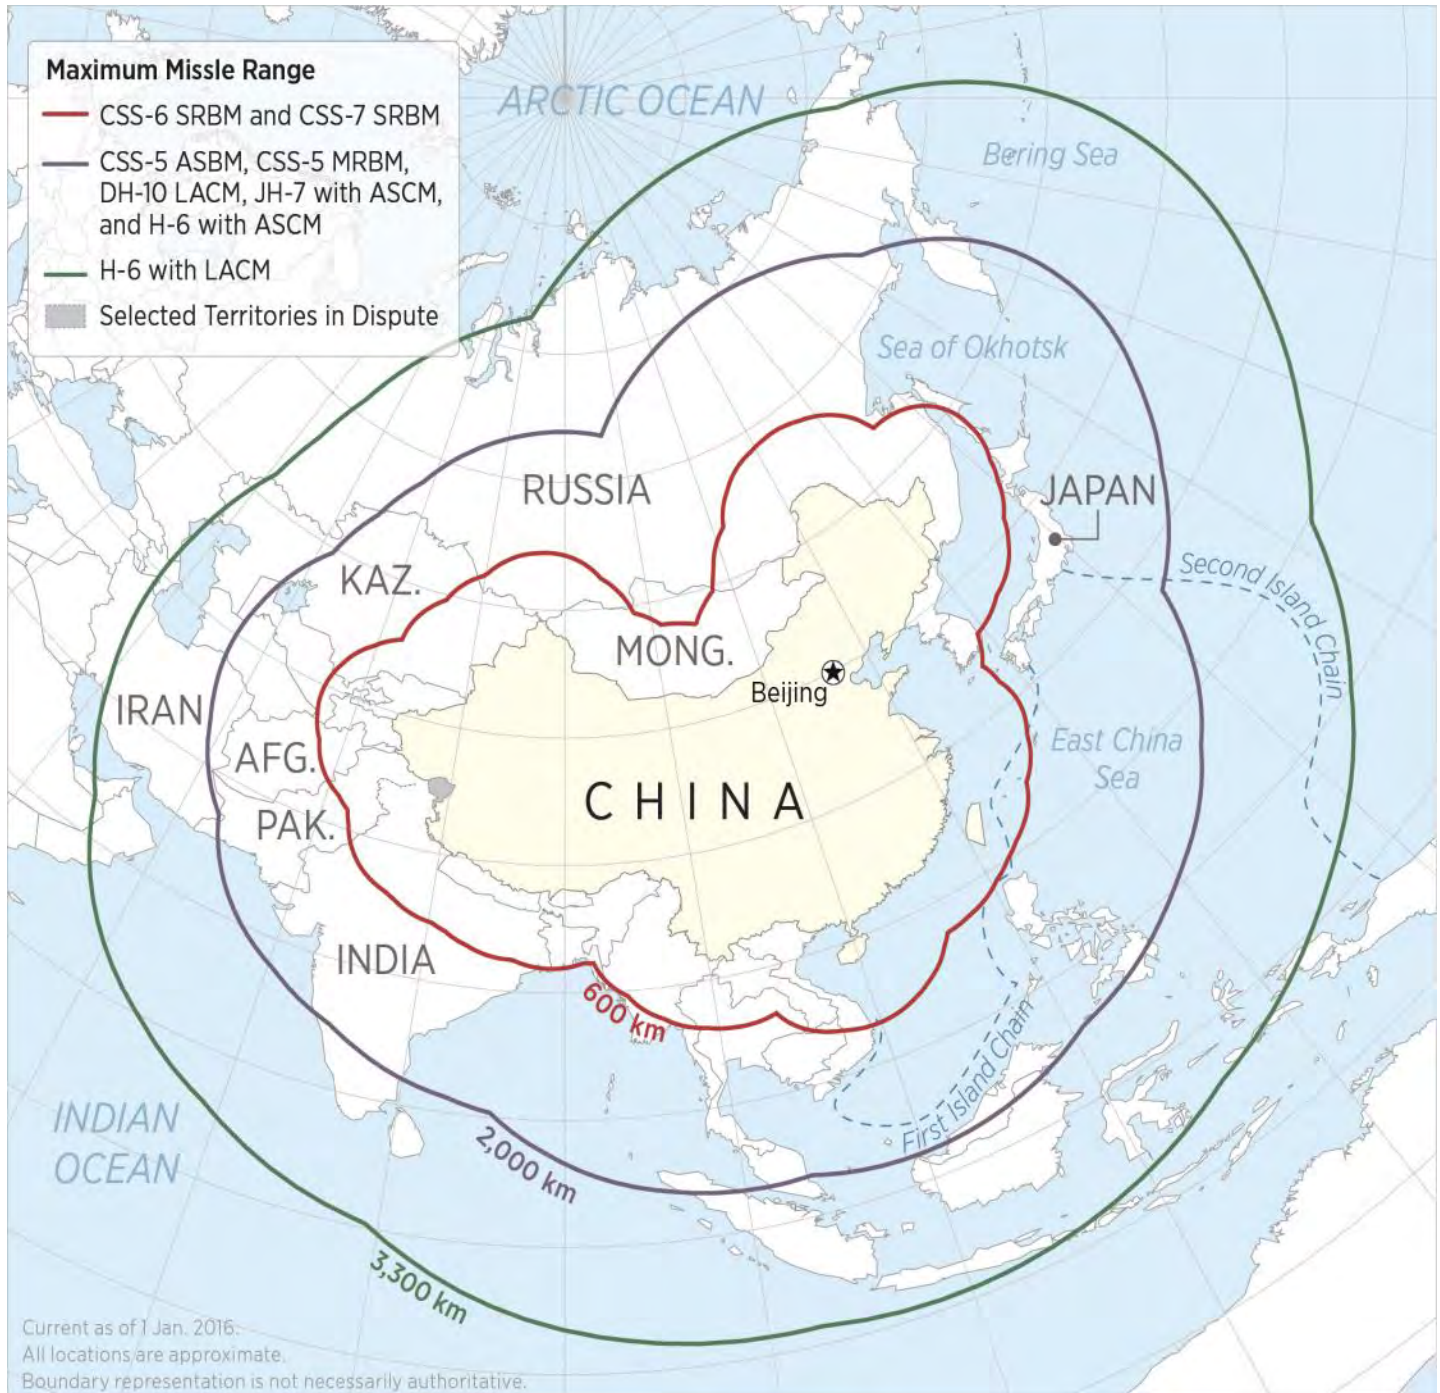 Maximum Missle Range
CSS-6 SRBM and CSS-7 SRBM
CSS-5 ASBM, CSS-5 MRBM,
DH-10 LACM, JH-7 with ASCM,
and H-6 with ASCM
H-6 with LACM
Selected Territories in Dispute
ARCTIC OCEAN
Bering Sea
Sea of Okhotsk
RUSSIA
JAPAN
KAZ.
Second Island Chain
MONG.
Beijing
IRAN
AFG.
East China
Sea
CHINA
PAK.
INDIA
600 km
First Island Chain
INDIAN
OCEAN
2,000 km
3,300 km
Current as of 1 Jan. 2016.
All locations are approximate.
Boundary representation is not necessarily authoritative.